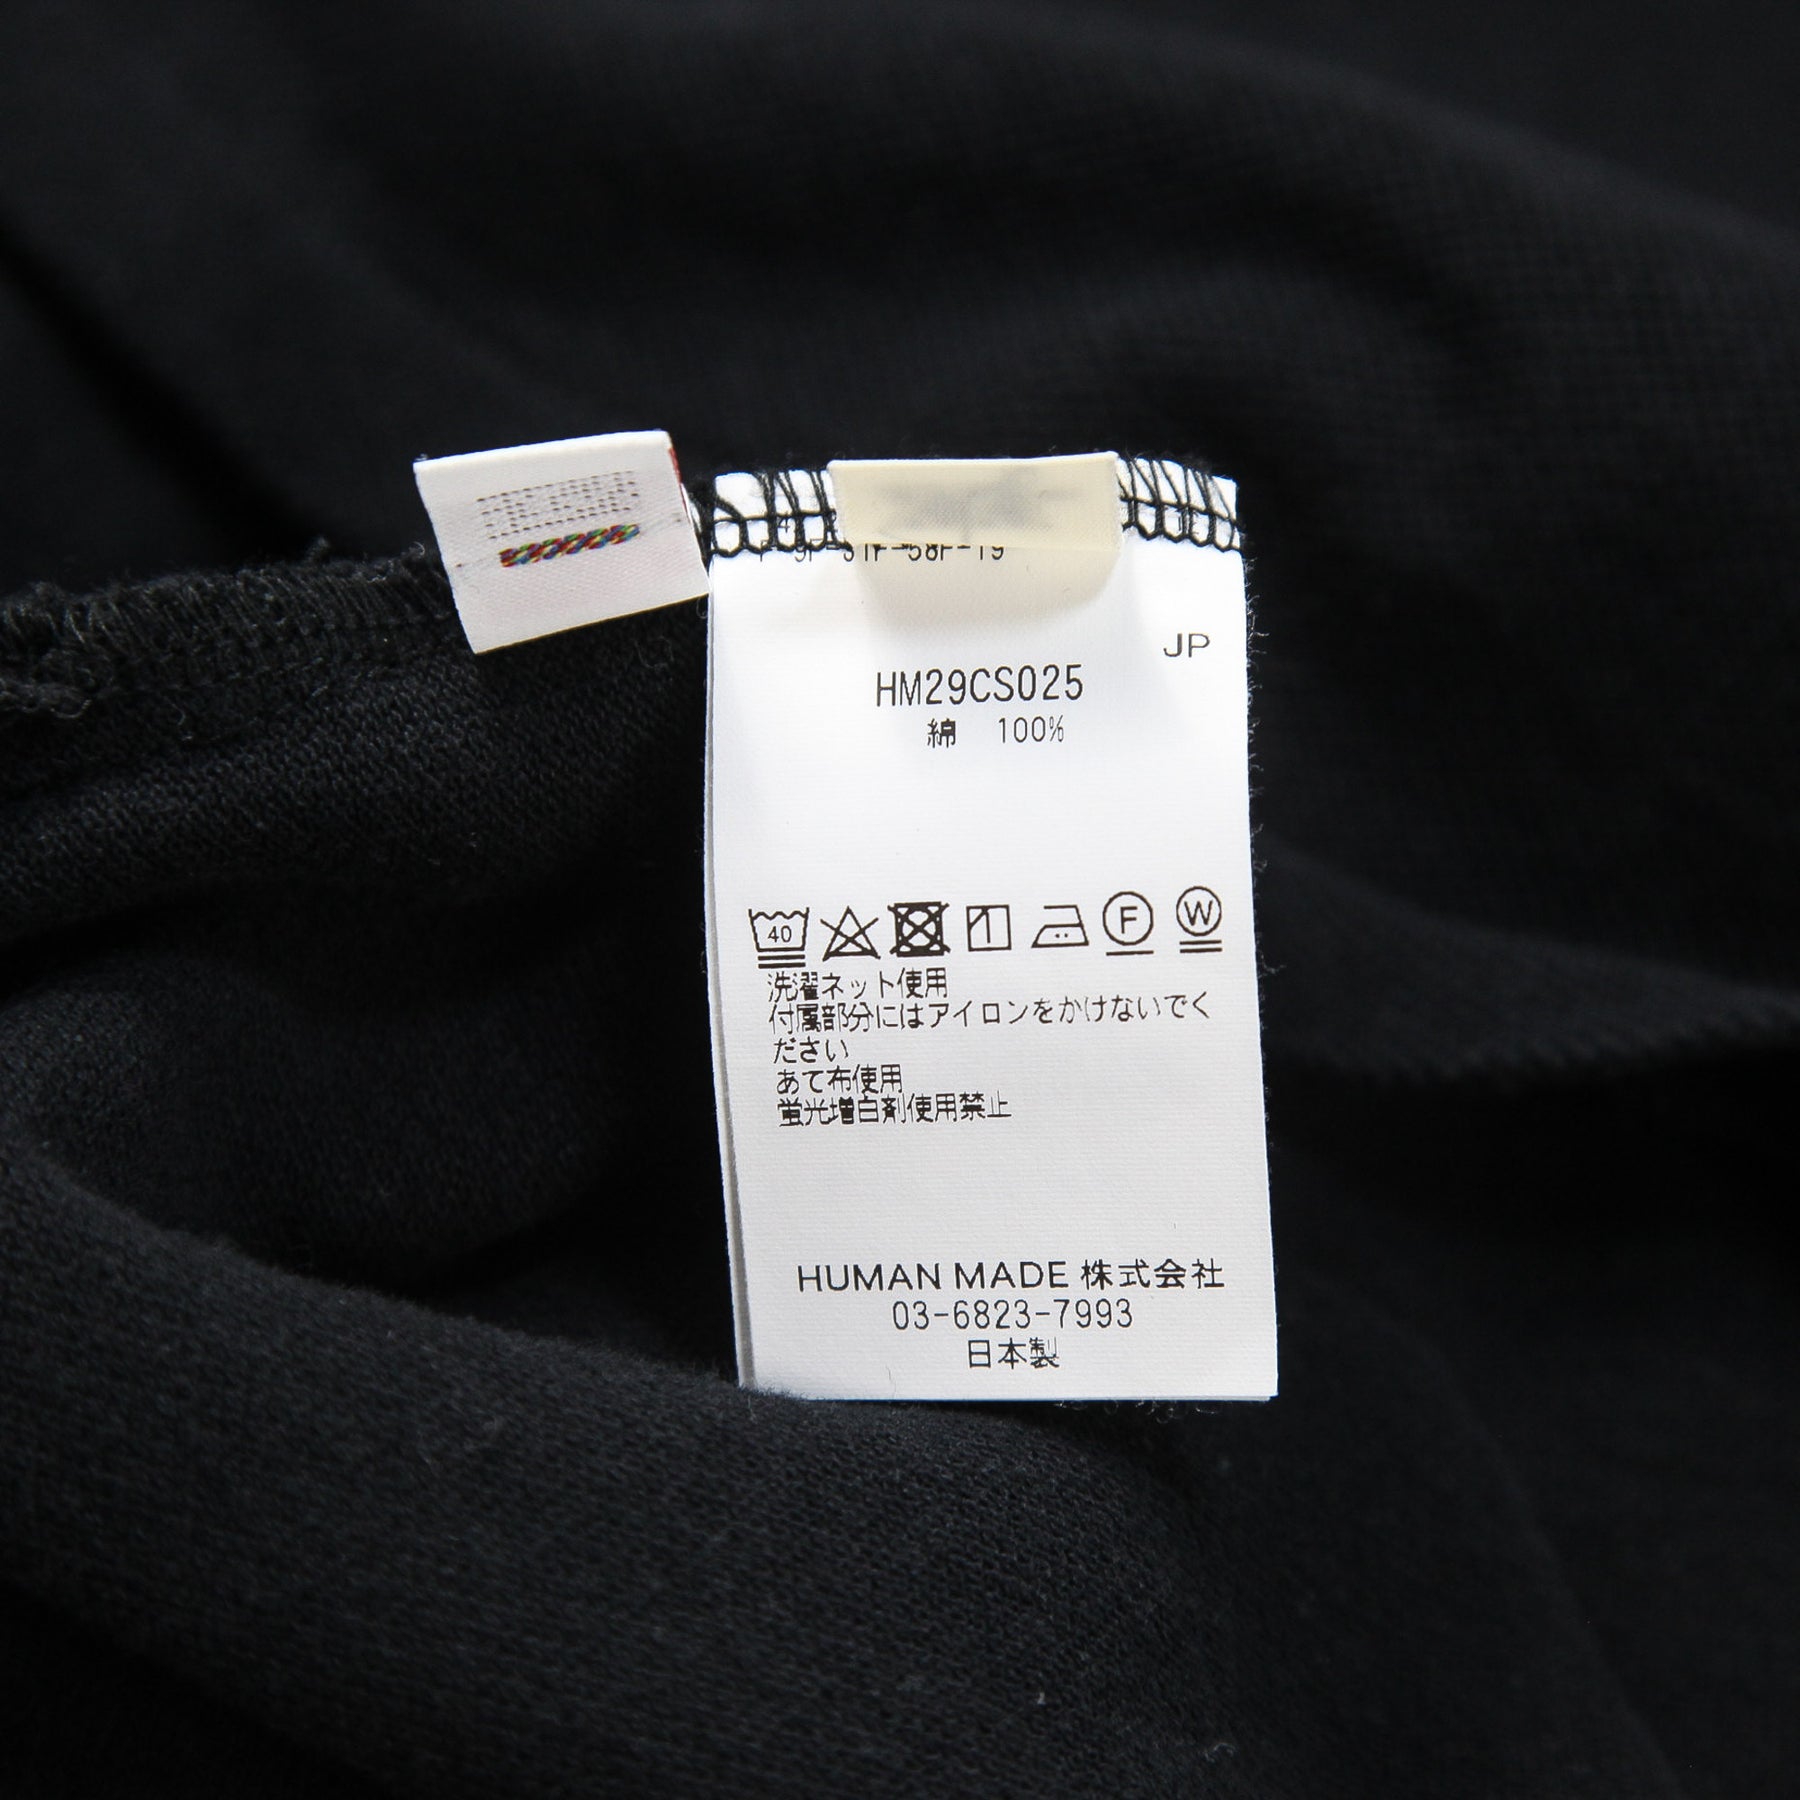 JP
HM29CS025
綿 100%
40 F W
洗濯ネット使用
付属部分にはアイロンをかけないでく
ださい
あて布使用
蛍光増白剤使用禁止
HUMAN MADE 株式会社
03-6823-7993
日本製